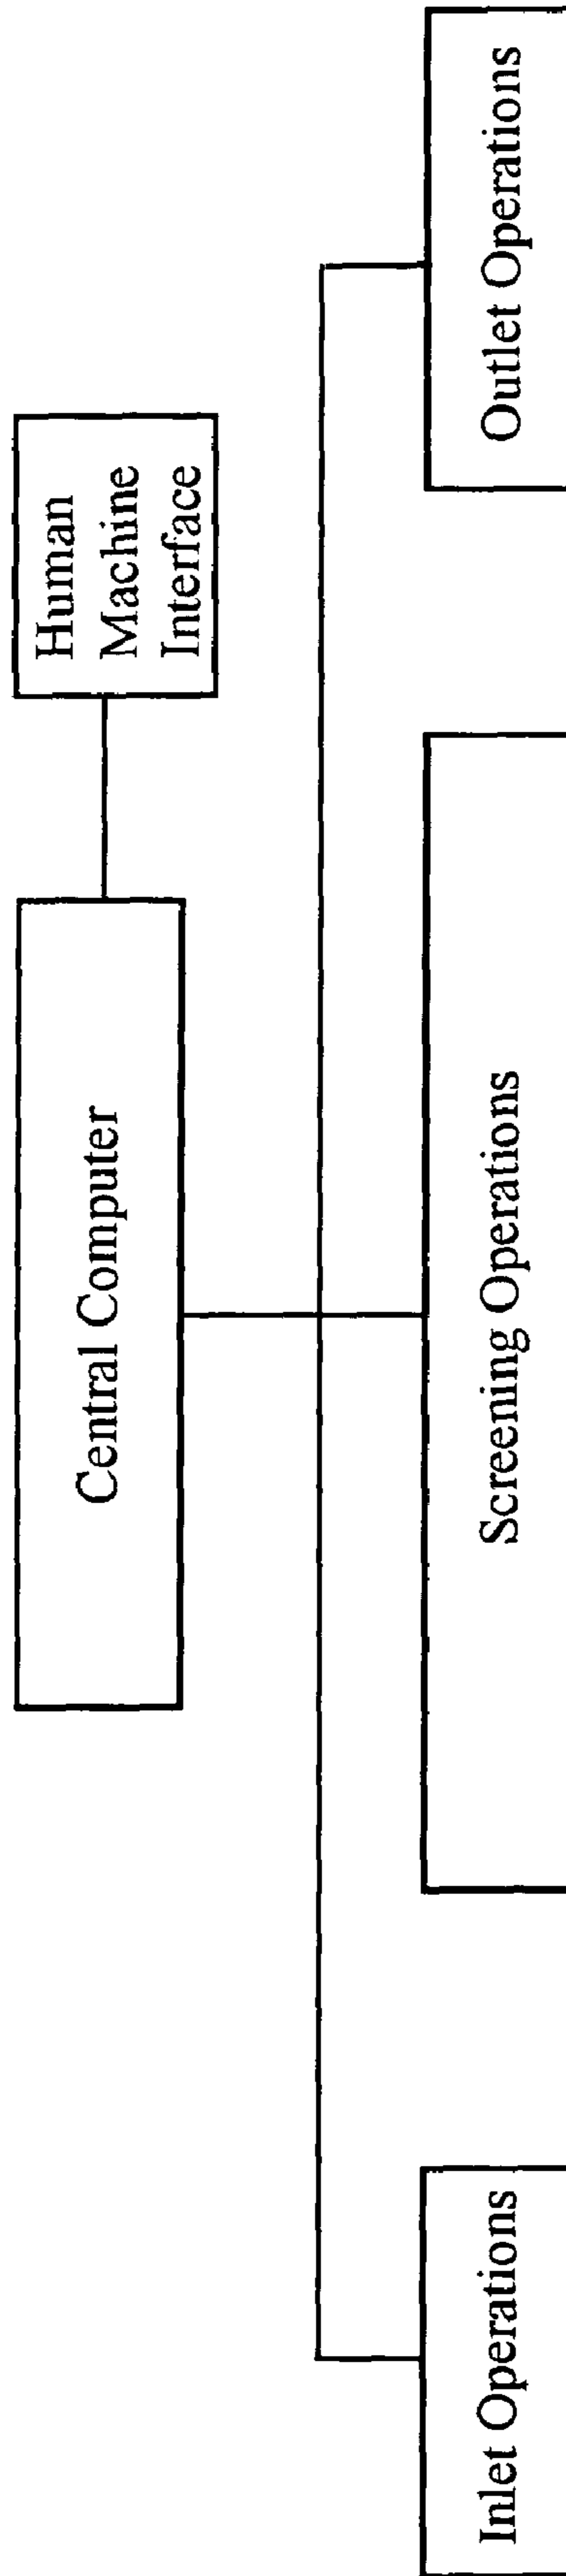 Central Computer
Human
Machine
Interface
Inlet Operations
Screening Operations
Outlet Operations